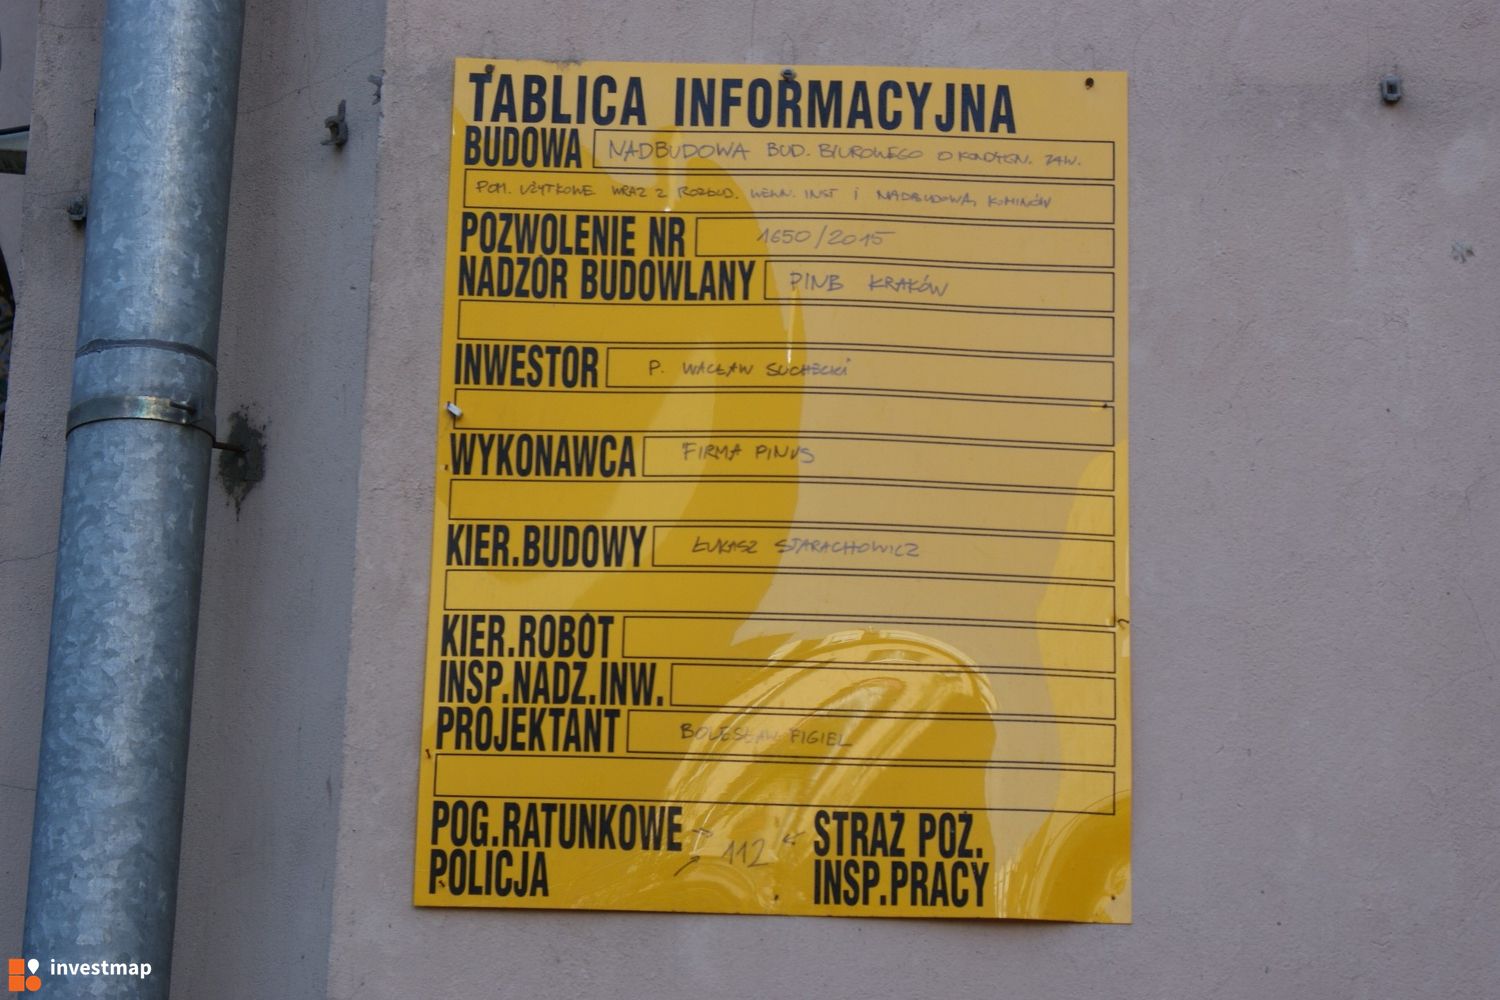 TABLICA INFORMACYJNA
BUDOWA NADBUDOWA BUD. BIUROWEGO O KONDYGN. ZAW.
POM. UŻYTKOWE WRAZ Z ROZBUD. WEWN. INST I NADBUDOWĄ KOMINÓW
POZWOLENIE NR 1650/2015
NADZÓR BUDOWLANY PINB KRAKÓW
INWESTOR P. WACŁAW SUCHECKI
WYKONAWCA FIRMA PINUS
KIER.BUDOWY ŁUKASZ STARACHOWICZ
KIER.ROBÓT
INSP.NADZ.INW.
PROJEKTANT BOLESŁAW FIGIEL
POG.RATUNKOWE → 112 ← STRAŻ POŻ.
POLICJA INSP.PRACY
investmap